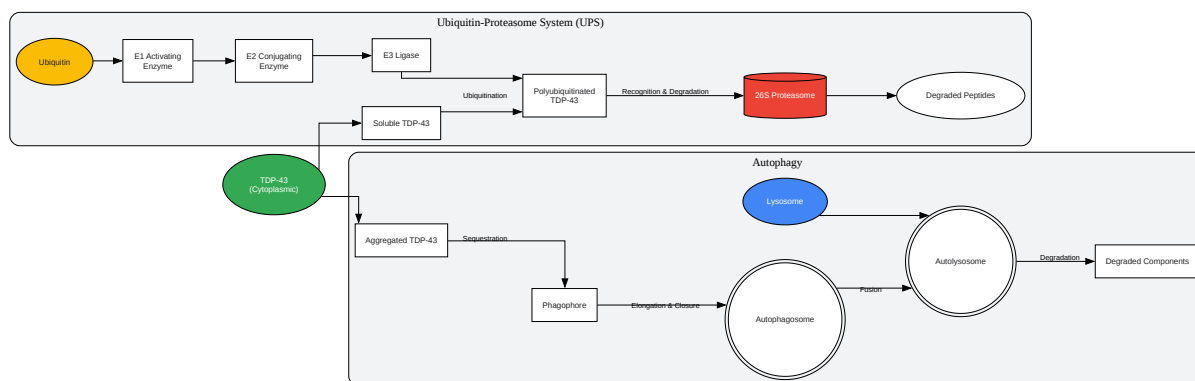 Ubiquitin-Proteasome System (UPS)
Ubiquitin
E1 Activating
Enzyme
E2 Conjugating
Enzyme
E3 Ligase
Ubiquitination
Soluble TDP-43
Polyubiquitinated
TDP-43
Recognition & Degradation
26S Proteasome
Degraded Peptides
TDP-43
(Cytoplasmic)
Autophagy
Lysosome
Aggregated TDP-43
Sequestration
Phagophore
Elongation & Closure
Autophagosome
Fusion
Autolysosome
Degradation
Degraded Components